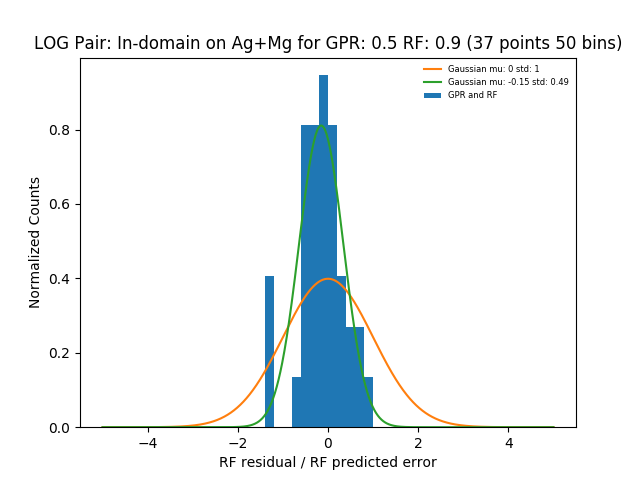 LOG Pair: In-domain on Ag+Mg for GPR: 0.5 RF: 0.9 (37 points 50 bins)
Gaussian mu: 0 std: 1
Gaussian mu: -0.15 std: 0.49
GPR and RF
Normalized Counts
0.8
0.6
0.4
0.2
0.0
−4 −2 0 2 4
RF residual / RF predicted error